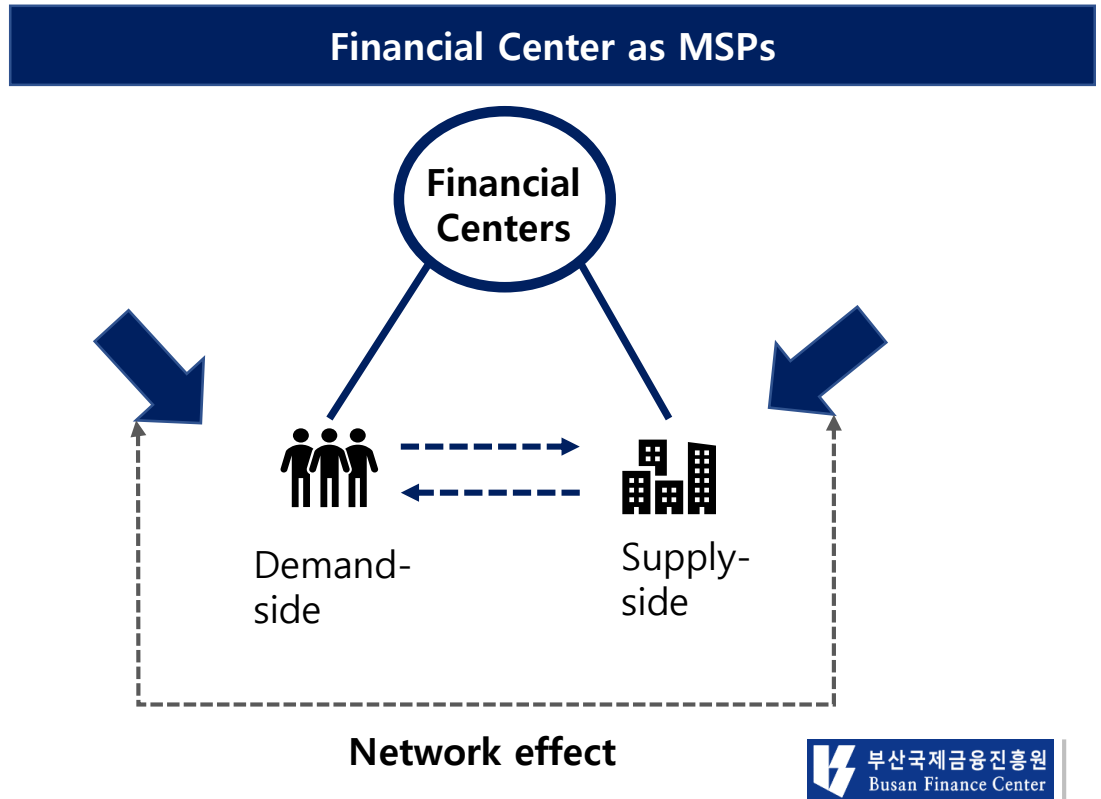 Financial Center as MSPs
Financial
Centers
Demand-
side
Supply-
side
Network effect
부산국제금융진흥원
Busan Finance Center